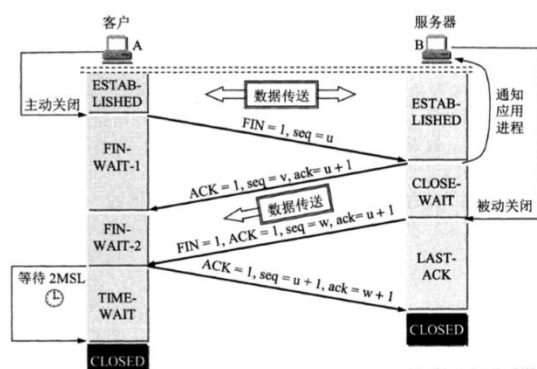 客户
服务器
A
B
ESTAB-
LISHED
数据传送
ESTAB-
LISHED
通知
应用
进程
主动关闭
FIN = 1, seq = u
FIN-
WAIT-1
ACK = 1, seq = v, ack= u + 1
CLOSE-
WAIT
数据传送
被动关闭
FIN-
WAIT-2
FIN = 1, ACK = 1, seq = w, ack= u + 1
LAST-
ACK
等待 2MSL
ACK = 1, seq = u + 1, ack = w + 1
TIME-
WAIT
CLOSED
CLOSED